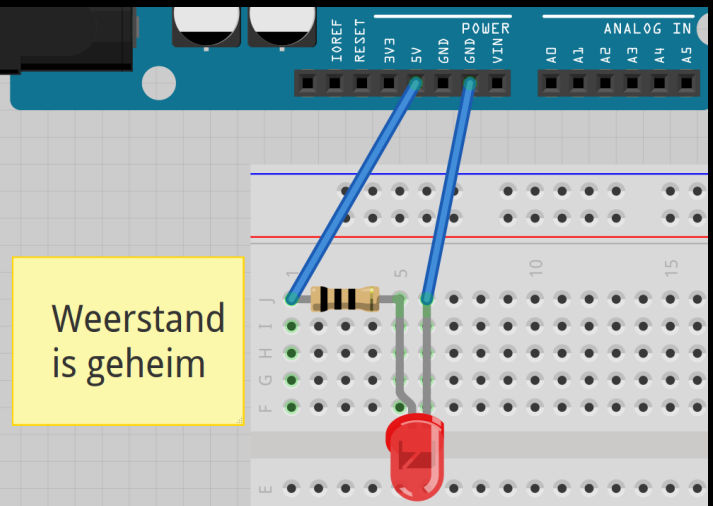 IOREF
RESET
3V3
5V
GND
GND
VIN
POWER
ANALOG IN
A0
A1
A2
A3
A4
A5
1
5
10
15
J
I
H
G
F
E
Weerstand
is geheim